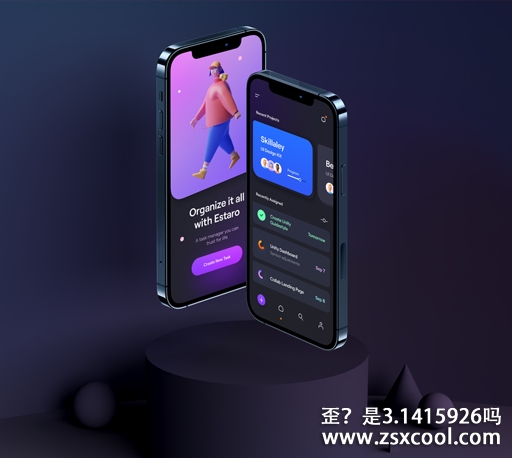 Organize it all
with Estaro
A task manager you can
trust for life
Create New Task
Recent Projects
Skillaley
UI Design Kit
Progress
Be
Recently Assigned
Create Unity
Tomorrow
Unity Dashboard
Sep 7
Collab Landing Page
Sep 8
歪？是3.1415926吗
www.zsxcool.com